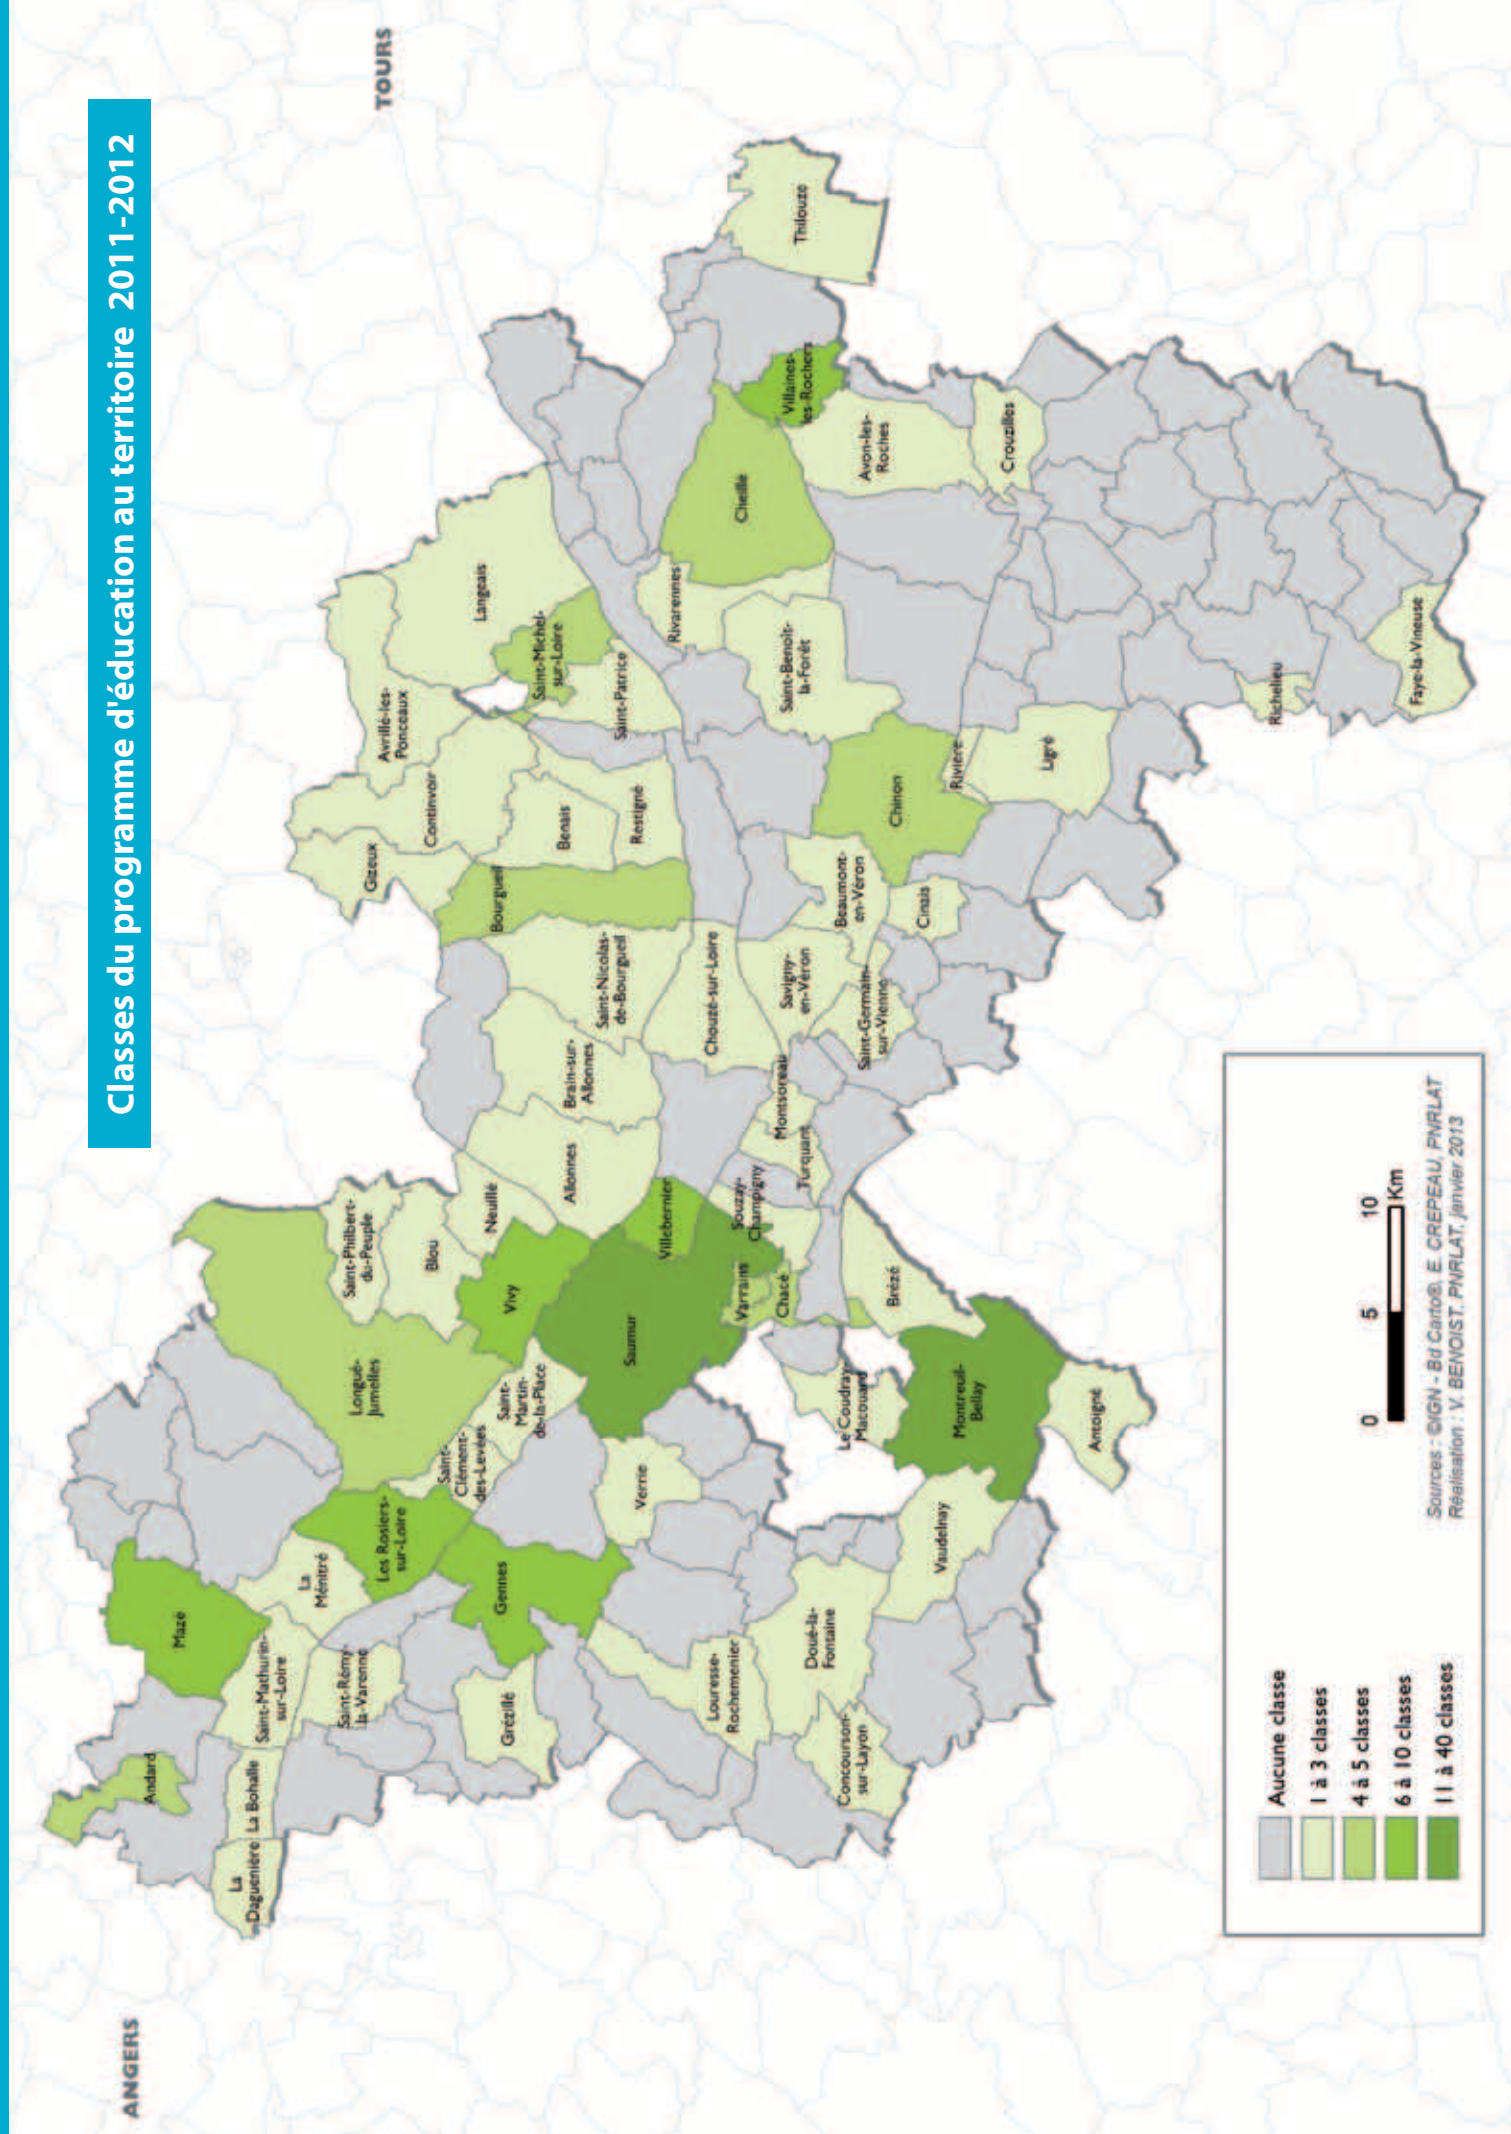 Classes du programme d'éducation au territoire 2011-2012
ANGERS
TOURS
Andard
Mazé
La
Daguenière
La Bohalle
Saint-Mathurin-
sur-Loire
La
Ménitré
Saint-Rémy-
la-Varenne
Les Rosiers-
sur-Loire
Longué-
Jumelles
Saint-Philbert-
du-Peuple
Blou
Neuillé
Vivy
Saint-
Clément-
des-Levées
Saint-
Martin-
de-la-Place
Gennes
Grézillé
Verrie
Saumur
Villebernier
Allonnes
Brain-sur-
Allonnes
Saint-Nicolas-
de-Bourgueil
Bourgueil
Gizeux
Continvoir
Avrillé-les-
Ponceaux
Langeais
Saint-Michel-
sur-Loire
Saint-Patrice
Benais
Restigné
Chouzé-sur-Loire
Savigny-
en-Véron
Beaumont-
en-Véron
Saint-Germain-
sur-Vienne
Cinais
Chinon
Rivière
Ligré
Rivarennes
Saint-Benoit-
la-Forêt
Cheillé
Villaines-
les-Rochers
Thilouze
Avon-les-
Roches
Crouzilles
Richelieu
Faye-la-Vineuse
Montsoreau
Turquant
Souzay-
Champigny
Varrains
Chacé
Brézé
Le Coudray-
Macouard
Montreuil-
Bellay
Antoigné
Vaudelnay
Doué-la-
Fontaine
Louresse-
Rochemenier
Concourson-
sur-Layon
Aucune classe
1 à 3 classes
4 à 5 classes
6 à 10 classes
11 à 40 classes
0 5 10
Km
Sources : ©IGN - Bd Carto®, E. CREPEAU, PNRLAT
Réalisation : V. BENOIST, PNRLAT, janvier 2013